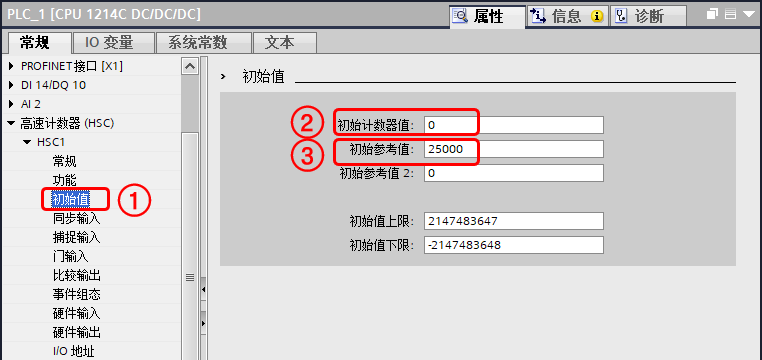 PLC_1 [CPU 1214C DC/DC/DC]
属性 信息 诊断
常规 IO 变量 系统常数 文本
PROFINET接口 [X1]
DI 14/DQ 10
AI 2
高速计数器 (HSC)
HSC1
常规
功能
初始值
同步输入
捕捉输入
门输入
比较输出
事件组态
硬件输入
硬件输出
I/O 地址
①
初始值
② 初始计数器值: 0
③ 初始参考值: 25000
初始参考值 2: 0
初始值上限: 2147483647
初始值下限: -2147483648